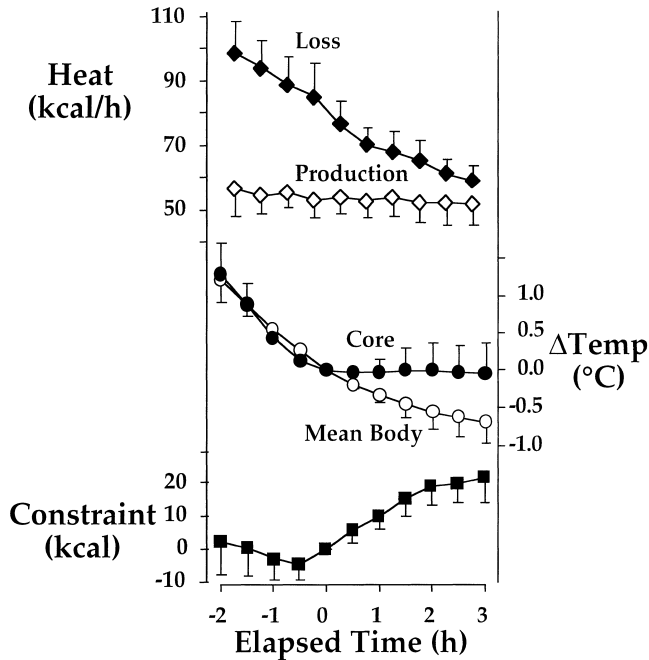 110
Loss
Heat
(kcal/h)
90
70
Production
50
1.0
0.5
Core
0.0
ΔTemp
(°C)
-0.5
Mean Body
-1.0
20
Constraint
(kcal)
10
0
-10
-2 -1 0 1 2 3
Elapsed Time (h)